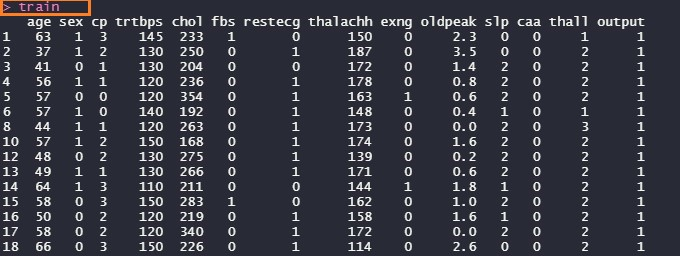 > train
age sex cp trtbps chol fbs restecg thalachh exng oldpeak slp caa thall output
1 63 1 3 145 233 1 0 150 0 2.3 0 0 1 1
2 37 1 2 130 250 0 1 187 0 3.5 0 0 2 1
3 41 0 1 130 204 0 0 172 0 1.4 2 0 2 1
4 56 1 1 120 236 0 1 178 0 0.8 2 0 2 1
5 57 0 0 120 354 0 1 163 1 0.6 2 0 2 1
6 57 1 0 140 192 0 1 148 0 0.4 1 0 1 1
8 44 1 1 120 263 0 1 173 0 0.0 2 0 3 1
10 57 1 2 150 168 0 1 174 0 1.6 2 0 2 1
12 48 0 2 130 275 0 1 139 0 0.2 2 0 2 1
13 49 1 1 130 266 0 1 171 0 0.6 2 0 2 1
14 64 1 3 110 211 0 0 144 1 1.8 1 0 2 1
15 58 0 3 150 283 1 0 162 0 1.0 2 0 2 1
16 50 0 2 120 219 0 1 158 0 1.6 1 0 2 1
17 58 0 2 120 340 0 1 172 0 0.0 2 0 2 1
18 66 0 3 150 226 0 1 114 0 2.6 0 0 2 1